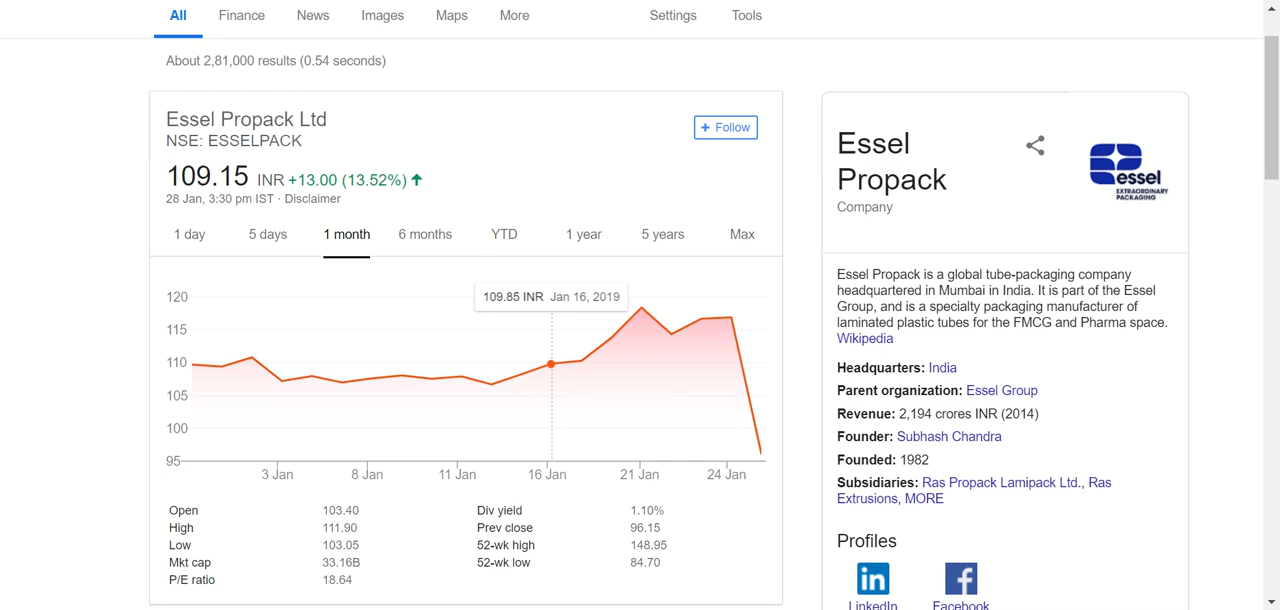 All Finance News Images Maps More Settings Tools
About 2,81,000 results (0.54 seconds)
Essel Propack Ltd
NSE: ESSELPACK
+ Follow
109.15 INR +13.00 (13.52%)
28 Jan, 3:30 pm IST · Disclaimer
1 day 5 days 1 month 6 months YTD 1 year 5 years Max
109.85 INR Jan 16, 2019
120
115
110
105
100
95
3 Jan 8 Jan 11 Jan 16 Jan 21 Jan 24 Jan
Open 103.40 Div yield 1.10%
High 111.90 Prev close 96.15
Low 103.05 52-wk high 148.95
Mkt cap 33.16B 52-wk low 84.70
P/E ratio 18.64
Essel
Propack
Company
essel
EXTRAORDINARY
PACKAGING
Essel Propack is a global tube-packaging company
headquartered in Mumbai in India. It is part of the Essel
Group, and is a specialty packaging manufacturer of
laminated plastic tubes for the FMCG and Pharma space.
Wikipedia
Headquarters: India
Parent organization: Essel Group
Revenue: 2,194 crores INR (2014)
Founder: Subhash Chandra
Founded: 1982
Subsidiaries: Ras Propack Lamipack Ltd., Ras
Extrusions, MORE
Profiles
in f
LinkedIn Facebook